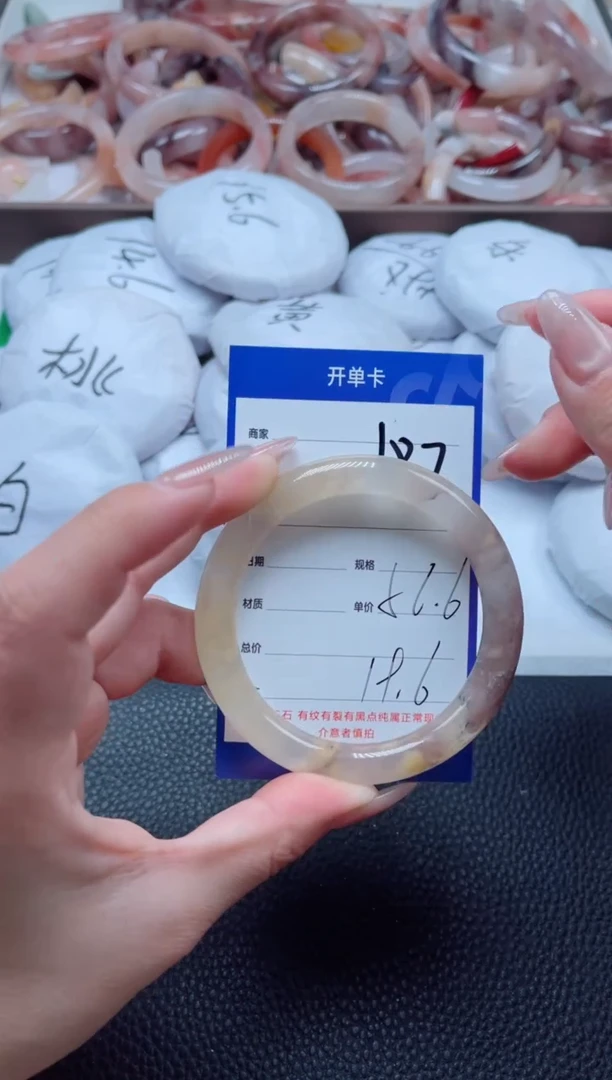 15.6
14.6
桃
黄
白
开单卡
商家 107
日期 规格
材质 单价 56.6
总价
19.6
石 有纹有裂有黑点纯属正常现
介意者慎拍